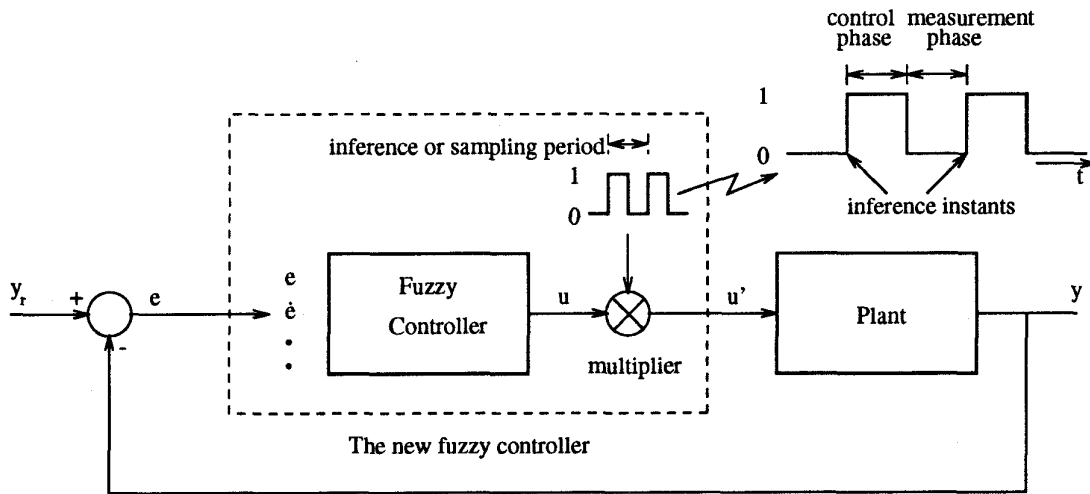 control measurement
phase phase
1
0
t
inference instants
inference or sampling period
1
0
y_r
+
-
e
e
ė
.
.
Fuzzy
Controller
u
multiplier
u'
Plant
y
The new fuzzy controller